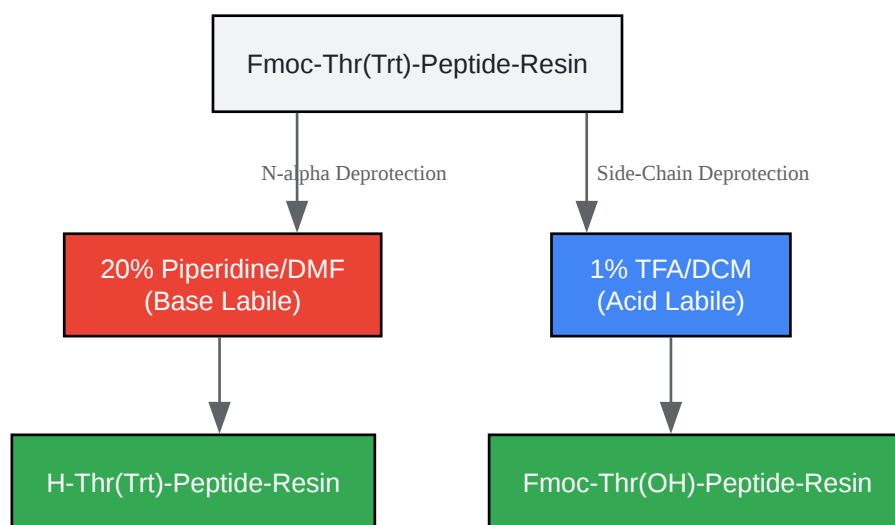 Fmoc-Thr(Trt)-Peptide-Resin
N-alpha Deprotection
Side-Chain Deprotection
20% Piperidine/DMF
(Base Labile)
1% TFA/DCM
(Acid Labile)
H-Thr(Trt)-Peptide-Resin
Fmoc-Thr(OH)-Peptide-Resin